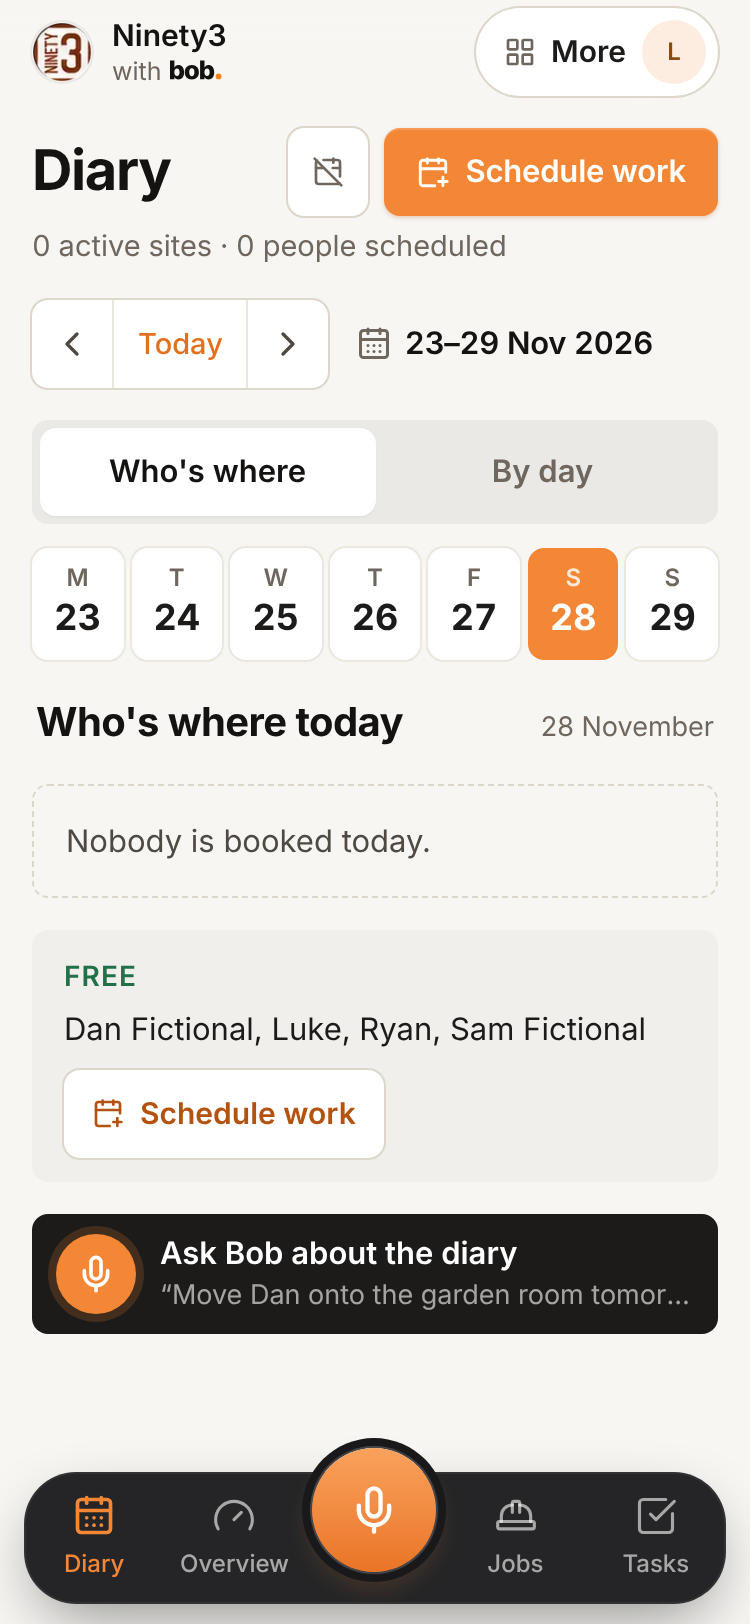 NINETY 3
Ninety3
with bob.
More
L
Diary
Schedule work
0 active sites · 0 people scheduled
Today
23–29 Nov 2026
Who's where
By day
M
T
W
T
F
S
S
23
24
25
26
27
28
29
Who's where today
28 November
Nobody is booked today.
FREE
Dan Fictional, Luke, Ryan, Sam Fictional
Schedule work
Ask Bob about the diary
“Move Dan onto the garden room tomor...
Diary
Overview
Jobs
Tasks